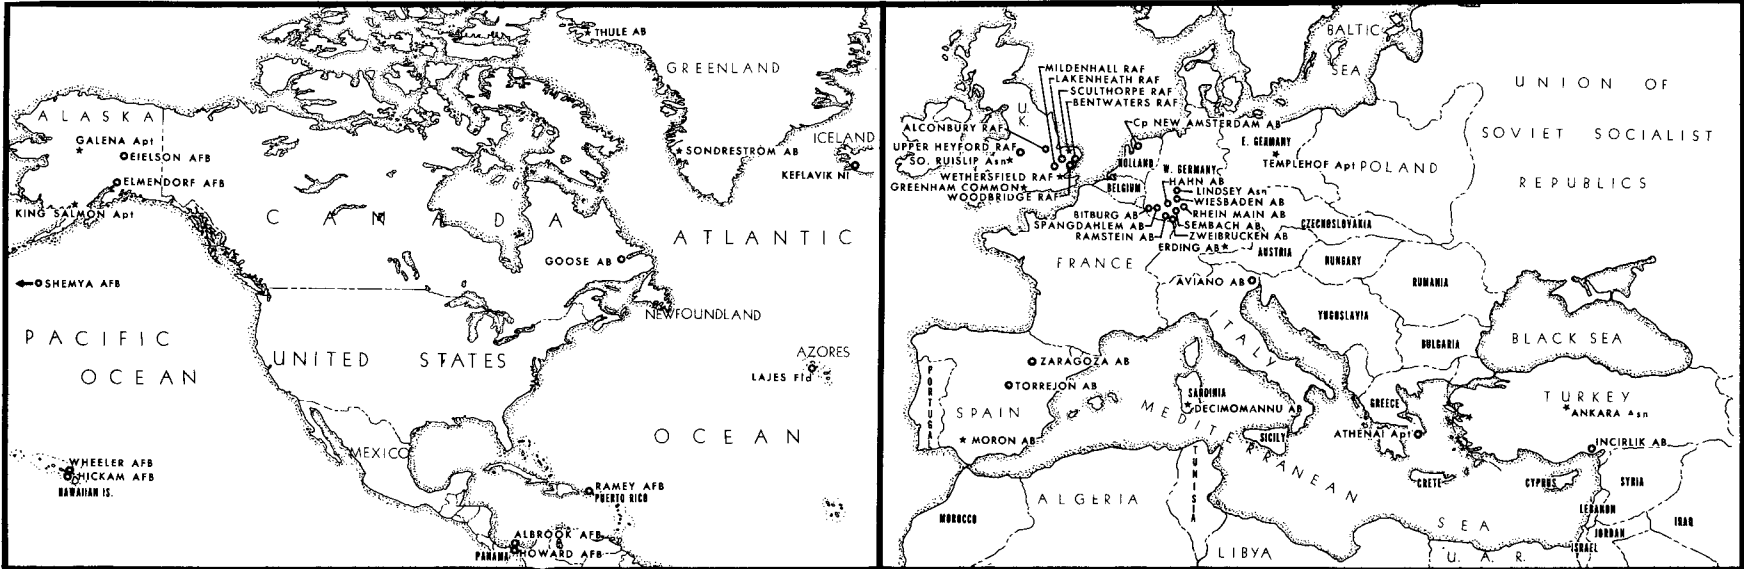 THULE AB
GREENLAND
ALASKA
GALENA Apt
EIELSON AFB
ELMENDORF AFB
KING SALMON Apt
SONDRESTROM AB
ICELAND
KEFLAVIK NI
CANADA
ATLANTIC
GOOSE AB
SHEMYA AFB
NEWFOUNDLAND
PACIFIC
OCEAN
UNITED STATES
AZORES
LAJES Fld
OCEAN
MEXICO
WHEELER AFB
HICKAM AFB
HAWAIIAN IS.
RAMEY AFB
PUERTO RICO
ALBROOK AFB
PANAMA
HOWARD AFB
BALTIC
SEA
UNION OF
SOVIET SOCIALIST
REPUBLICS
MILDENHALL RAF
LAKENHEATH RAF
SCULTHORPE RAF
BENTWATERS RAF
U.
K.
ALCONBURY RAF
UPPER HEYFORD RAF
SO. RUISLIP Asn
WETHERSFIELD RAF
GREENHAM COMMON
WOODBRIDGE RAF
Cp NEW AMSTERDAM AB
E. GERMANY
TEMPLEHOF Apt
POLAND
HOLLAND
W. GERMANY
BELGIUM
HAHN AB
LINDSEY Asn
WIESBADEN AB
RHEIN MAIN AB
BITBURG AB
SPANGDAHLEM AB
SEMBACH AB
RAMSTEIN AB
ZWEIBRUCKEN AB
ERDING AB
CZECHOSLOVAKIA
AUSTRIA
HUNGARY
FRANCE
AVIANO AB
RUMANIA
YUGOSLAVIA
BULGARIA
BLACK SEA
ITALY
ZARAGOZA AB
TORREJON AB
PORTUGAL
SPAIN
MORON AB
SARDINIA
DECIMOMANNU AB
SICILY
MEDITERRANEAN
SEA
GREECE
ATHENAI Apt
TURKEY
ANKARA Asn
INCIRLIK AB
CRETE
CYPRUS
SYRIA
LEBANON
IRAQ
JORDAN
ISRAEL
MOROCCO
ALGERIA
TUNISIA
LIBYA
U. A. R.